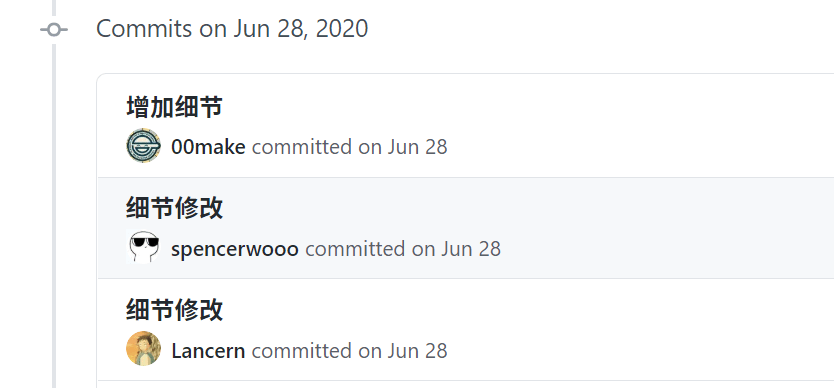 Commits on Jun 28, 2020
增加细节
00make committed on Jun 28
细节修改
spencerwooo committed on Jun 28
细节修改
Lancern committed on Jun 28